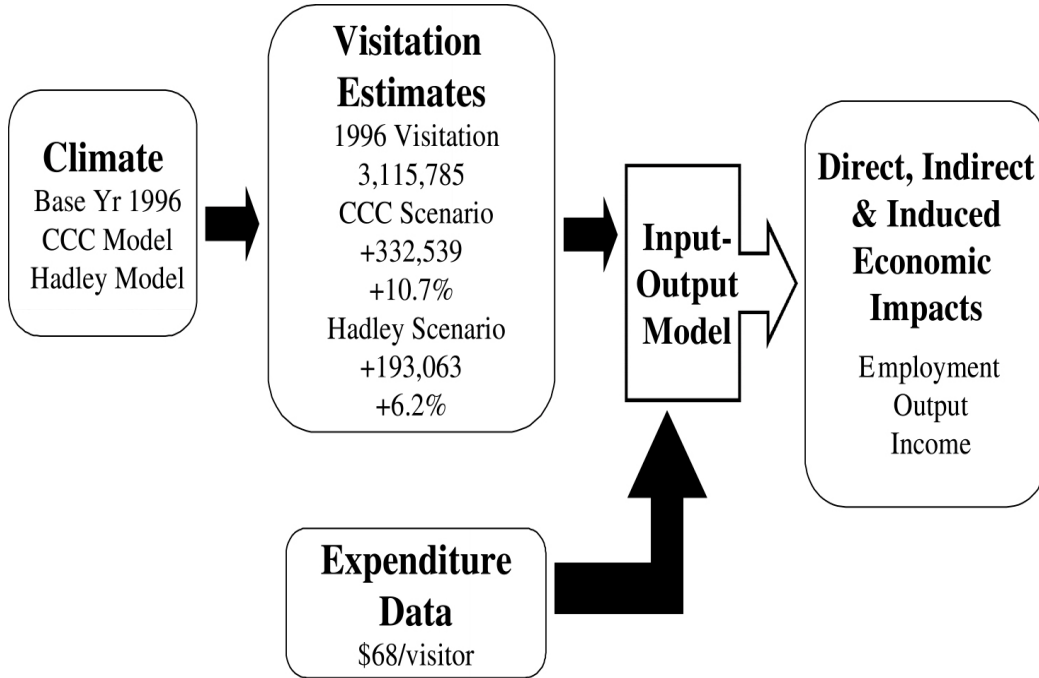 Climate
Base Yr 1996
CCC Model
Hadley Model
Visitation
Estimates
1996 Visitation
3,115,785
CCC Scenario
+332,539
+10.7%
Hadley Scenario
+193,063
+6.2%
Input-
Output
Model
Direct, Indirect
& Induced
Economic
Impacts
Employment
Output
Income
Expenditure
Data
$68/visitor